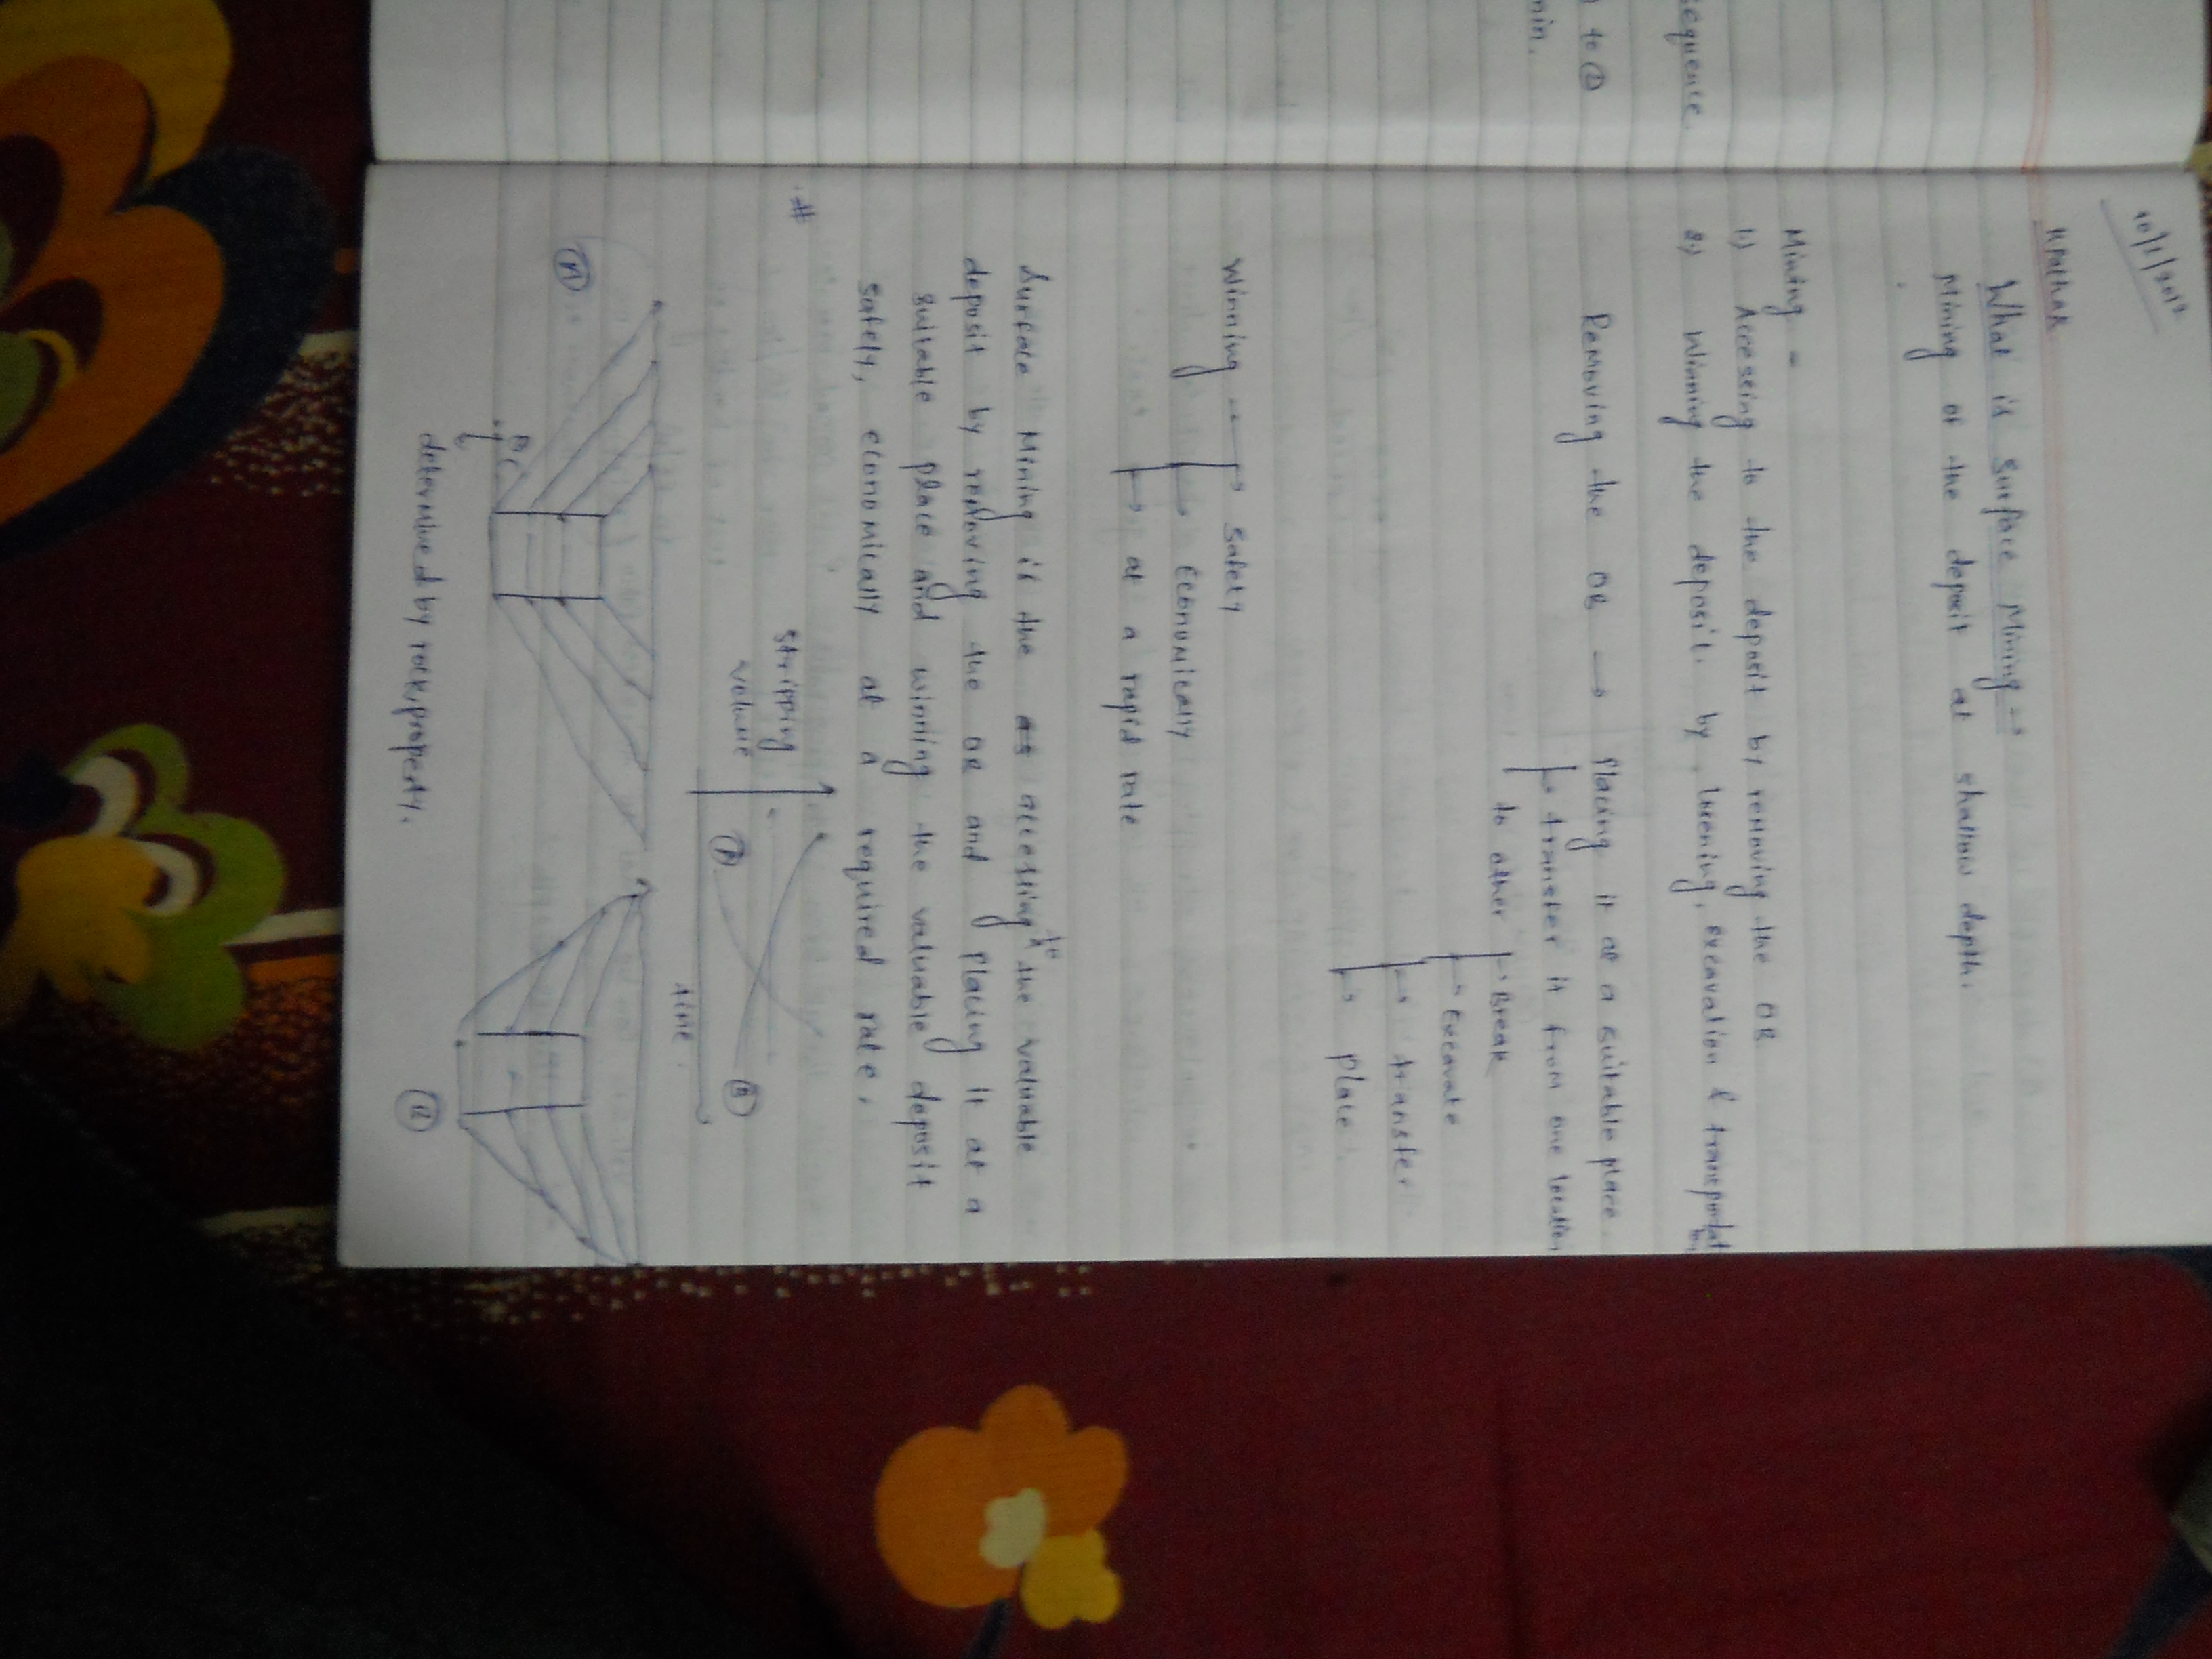 sequence.
to ②
min.
10/1/201
K Pathak
What is Surface Mining →
Mining of the deposit at shallow depth.
Mining -
1) Accesing to the deposit by removing the OB
2) Winning the deposit. by loosening, excavation & transportation
Removing the OB → Placing it at a suitable place.
→ transfer it from one location
to other → Break
→ Excavate
→ transfer
→ place
Winning → safety
→ economically
→ at a rapid rate
Surface Mining is the accessing to the valuable
deposit by removing the OB and placing it at a
suitable place and winning the valuable deposit
safely, economically at a required rate.
#
Stripping
volume
A
B
time
A
B
determined by rock property.